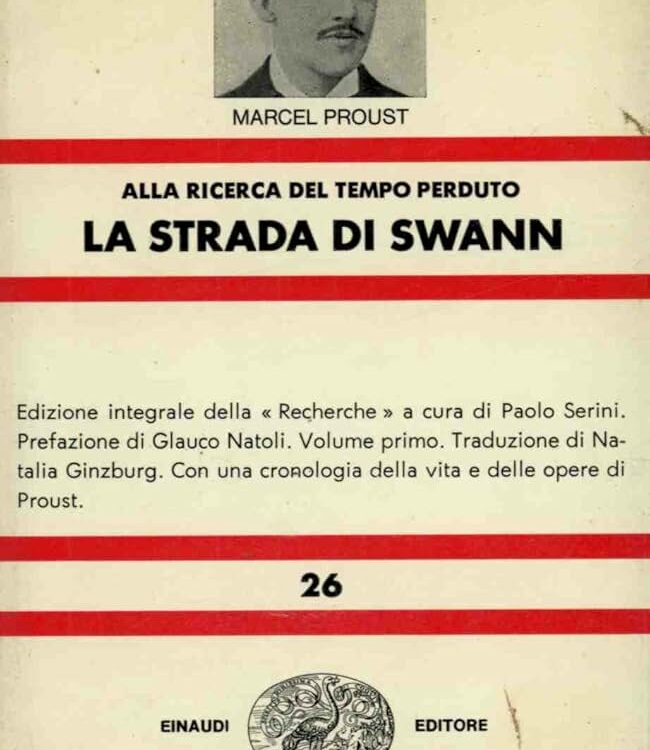 MARCEL PROUST
ALLA RICERCA DEL TEMPO PERDUTO
LA STRADA DI SWANN
Edizione integrale della « Recherche » a cura di Paolo Serini.
Prefazione di Glauco Natoli. Volume primo. Traduzione di Na-
talia Ginzburg. Con una cronologia della vita e delle opere di
Proust.
26
EINAUDI EDITORE